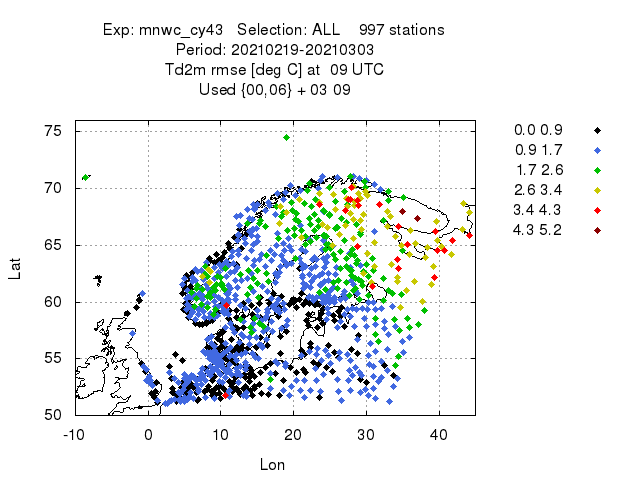 Exp: mnwc_cy43 Selection: ALL 997 stations
Period: 20210219-20210303
Td2m rmse [deg C] at 09 UTC
Used {00,06} + 03 09
75
70
65
60
55
50
-10 0 10 20 30 40
Lat
Lon
0.0 0.9
0.9 1.7
1.7 2.6
2.6 3.4
3.4 4.3
4.3 5.2